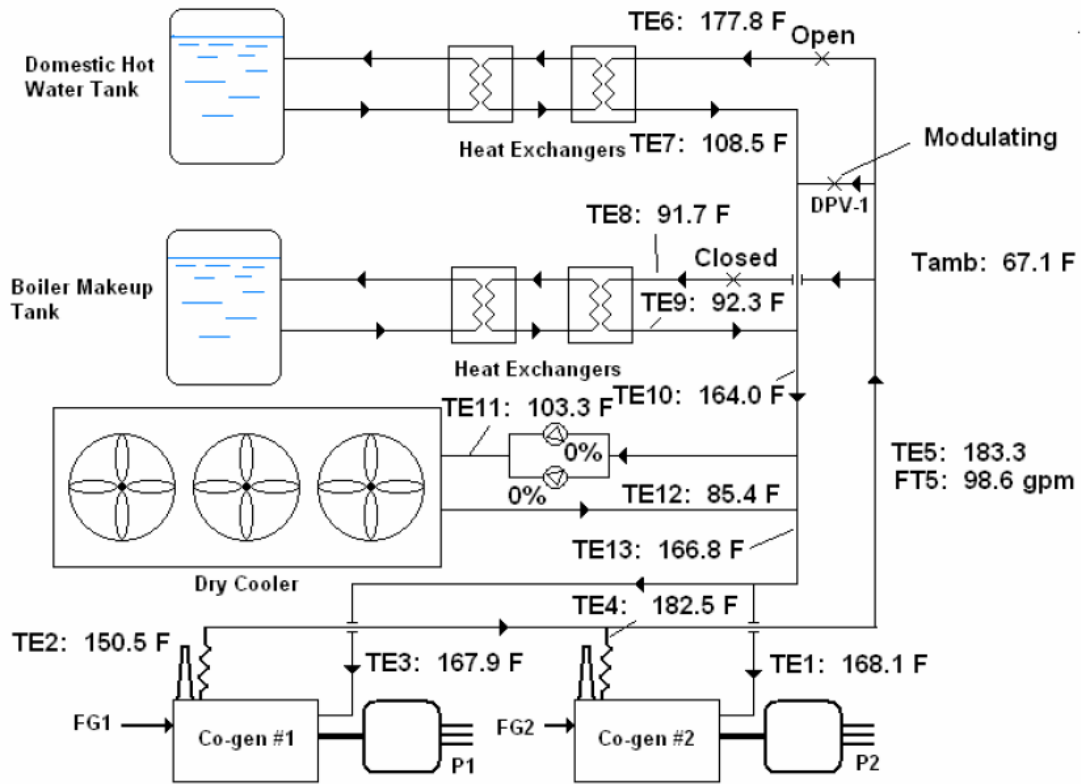 TE6: 177.8 F
Open
Domestic Hot
Water Tank
Heat Exchangers
TE7: 108.5 F
Modulating
DPV-1
TE8: 91.7 F
Closed
Tamb: 67.1 F
Boiler Makeup
Tank
TE9: 92.3 F
Heat Exchangers
TE10: 164.0 F
TE11: 103.3 F
0%
TE5: 183.3
FT5: 98.6 gpm
0%
TE12: 85.4 F
TE13: 166.8 F
Dry Cooler
TE4: 182.5 F
TE2: 150.5 F
TE3: 167.9 F
TE1: 168.1 F
FG1
Co-gen #1
P1
FG2
Co-gen #2
P2